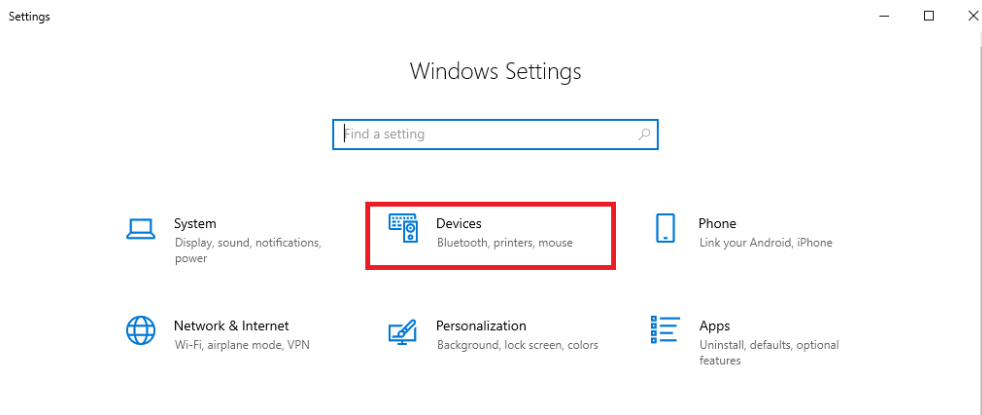 Settings
Windows Settings
Find a setting
System
Display, sound, notifications,
power
Devices
Bluetooth, printers, mouse
Phone
Link your Android, iPhone
Network & Internet
Wi-Fi, airplane mode, VPN
Personalization
Background, lock screen, colors
Apps
Uninstall, defaults, optional
features